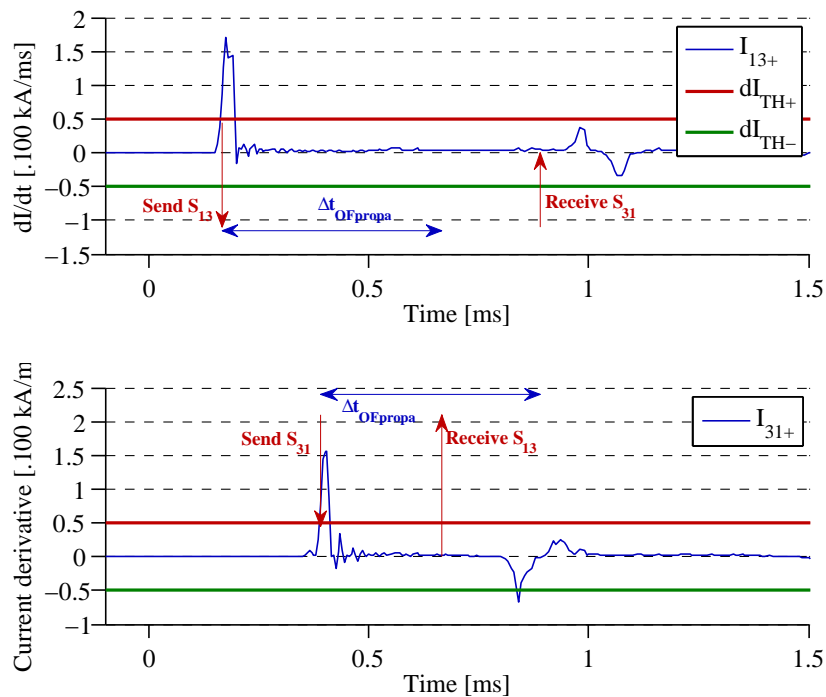 2
1.5
1
0.5
0
−0.5
−1
−1.5
dI/dt [.100 kA/ms]
I13+
dITH+
dITH−
Send S13
ΔtOFpropa
Receive S31
0 0.5 1 1.5
Time [ms]
2.5
2
1.5
1
0.5
0
−0.5
−1
Current derivative [.100 kA/m
ΔtOFpropa
Send S31
Receive S13
I31+
0 0.5 1 1.5
Time [ms]